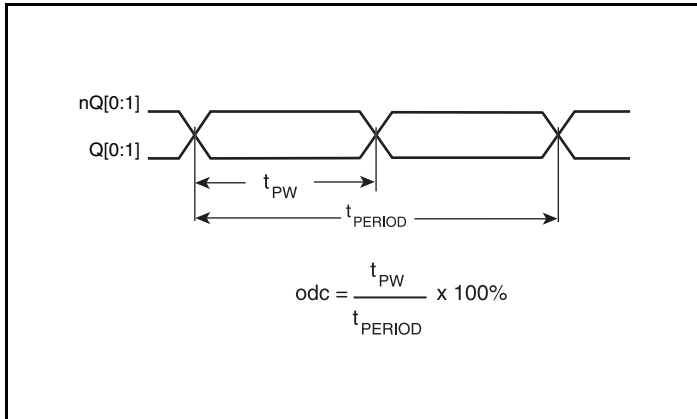 nQ[0:1]
Q[0:1]
tPW
tPERIOD
odc = tPW / tPERIOD x 100%